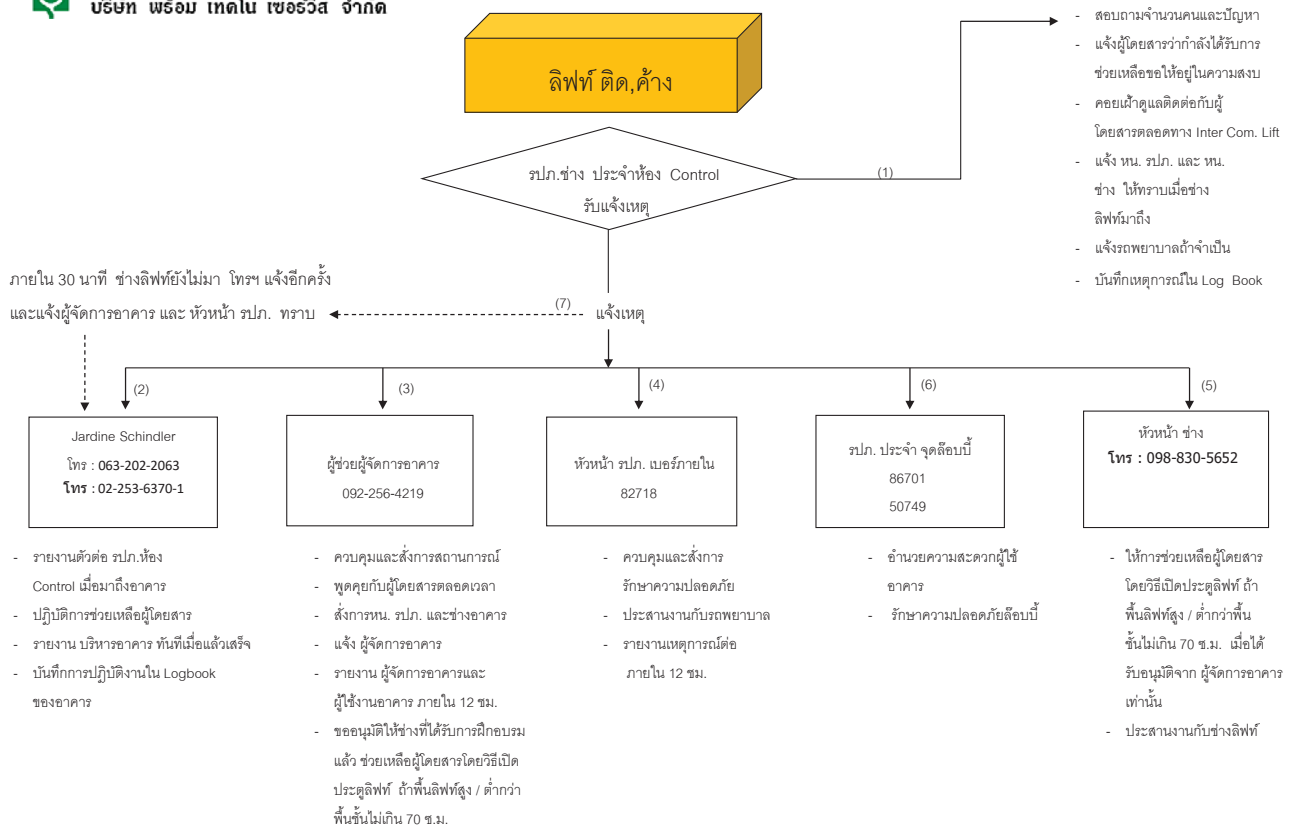 บริษัท พร้อม เทคโน เซอร์วิส จำกัด
ลิฟท์ ติด,ค้าง
รปภ.ช่าง ประจำห้อง Control
รับแจ้งเหตุ
(1)
- สอบถามจำนวนคนและปัญหา
- แจ้งผู้โดยสารว่ากำลังได้รับการ
ช่วยเหลือขอให้อยู่ในความสงบ
- คอยเฝ้าดูแลติดต่อกับผู้
โดยสารตลอดทาง Inter Com. Lift
- แจ้ง หน. รปภ. และ หน.
ช่าง ให้ทราบเมื่อช่าง
ลิฟท์มาถึง
- แจ้งรถพยาบาลถ้าจำเป็น
- บันทึกเหตุการณ์ใน Log Book
ภายใน 30 นาที ช่างลิฟท์ยังไม่มา โทรฯ แจ้งอีกครั้ง
และแจ้งผู้จัดการอาคาร และ หัวหน้า รปภ. ทราบ
(7)
แจ้งเหตุ
(2)
Jardine Schindler
โทร : 063-202-2063
โทร : 02-253-6370-1
- รายงานตัวต่อ รปภ.ห้อง
Control เมื่อมาถึงอาคาร
- ปฏิบัติการช่วยเหลือผู้โดยสาร
- รายงาน บริหารอาคาร ทันทีเมื่อแล้วเสร็จ
- บันทึกการปฏิบัติงานใน Logbook
ของอาคาร
(3)
ผู้ช่วยผู้จัดการอาคาร
092-256-4219
- ควบคุมและสั่งการสถานการณ์
- พูดคุยกับผู้โดยสารตลอดเวลา
- สั่งการหน. รปภ. และช่างอาคาร
- แจ้ง ผู้จัดการอาคาร
- รายงาน ผู้จัดการอาคารและ
ผู้ใช้งานอาคาร ภายใน 12 ชม.
- ขออนุมัติให้ช่างที่ได้รับการฝึกอบรม
แล้ว ช่วยเหลือผู้โดยสารโดยวิธีเปิด
ประตูลิฟท์ ถ้าพื้นลิฟท์สูง / ต่ำกว่า
พื้นชั้นไม่เกิน 70 ซ.ม.
(4)
หัวหน้า รปภ. เบอร์ภายใน
82718
- ควบคุมและสั่งการ
รักษาความปลอดภัย
- ประสานงานกับรถพยาบาล
- รายงานเหตุการณ์ต่อ
ภายใน 12 ชม.
(6)
รปภ. ประจำ จุดล๊อบบี้
86701
50749
- อำนวยความสะดวกผู้ใช้
อาคาร
- รักษาความปลอดภัยล๊อบบี้
(5)
หัวหน้า ช่าง
โทร : 098-830-5652
- ให้การช่วยเหลือผู้โดยสาร
โดยวิธีเปิดประตูลิฟท์ ถ้า
พื้นลิฟท์สูง / ต่ำกว่าพื้น
ชั้นไม่เกิน 70 ซ.ม. เมื่อได้
รับอนุมัติจาก ผู้จัดการอาคาร
เท่านั้น
- ประสานงานกับช่างลิฟท์